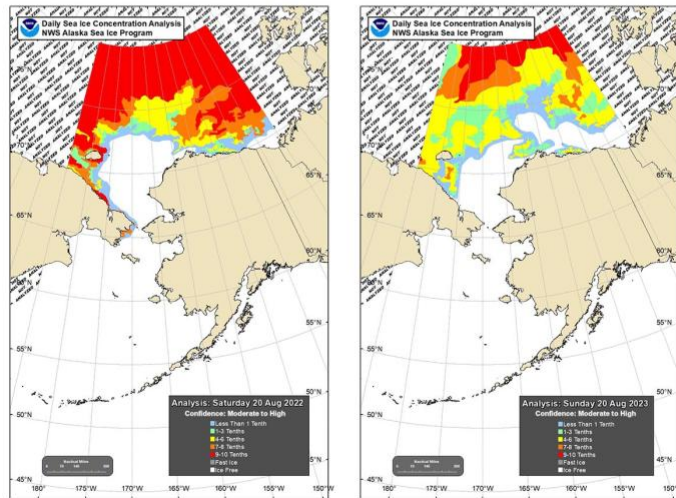 Daily Sea Ice Concentration Analysis
NWS Alaska Sea Ice Program
70°N
65°N
65°N
60°N
60°N
55°N
55°N
50°N
50°N
45°N
45°N
Analysis: Saturday 20 Aug 2022
Confidence: Moderate to High
Less Than 1 Tenth
1-3 Tenths
4-6 Tenths
7-8 Tenths
9-10 Tenths
Fast Ice
Ice Free
Nautical Miles
180° 175°W 170°W 165°W 160°W 155°W
Daily Sea Ice Concentration Analysis
NWS Alaska Sea Ice Program
70°N
65°N
65°N
60°N
60°N
55°N
55°N
50°N
50°N
45°N
45°N
Analysis: Sunday 20 Aug 2023
Confidence: Moderate to High
Less Than 1 Tenth
1-3 Tenths
4-6 Tenths
7-8 Tenths
9-10 Tenths
Fast Ice
Ice Free
Nautical Miles
180° 175°W 170°W 165°W 160°W 155°W